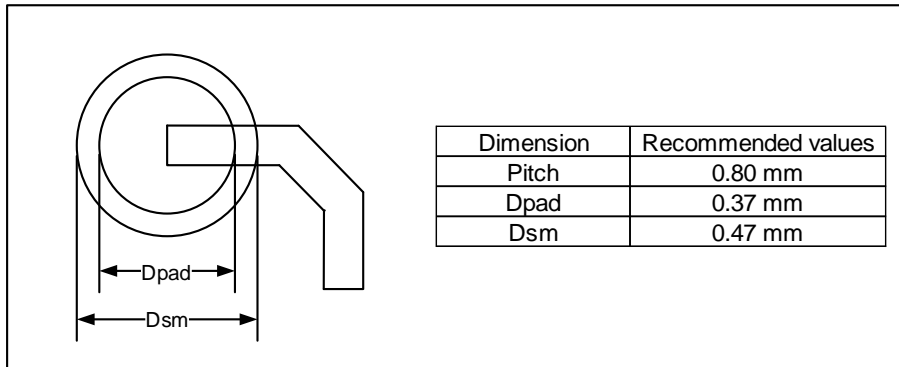 Dpad
Dsm
Dimension Recommended values
Pitch 0.80 mm
Dpad 0.37 mm
Dsm 0.47 mm